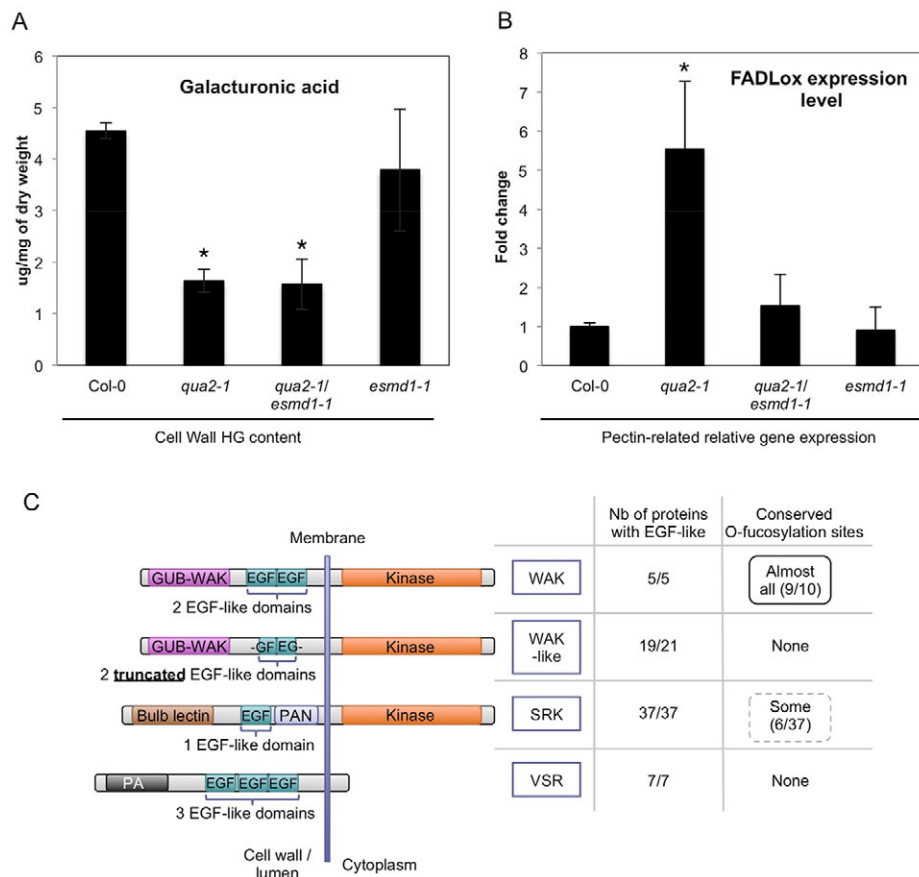 A
Galacturonic acid
ug/mg of dry weight
6
5
4
3
2
1
0
*
*
Col-0
qua2-1
qua2-1/
esmd1-1
esmd1-1
Cell Wall HG content
B
FADLox expression
level
Fold change
8
7
6
5
4
3
2
1
0
*
Col-0
qua2-1
qua2-1/
esmd1-1
esmd1-1
Pectin-related relative gene expression
C
Membrane
GUB-WAK
EGF EGF
Kinase
2 EGF-like domains
GUB-WAK
-GF EG-
Kinase
2 truncated EGF-like domains
Bulb lectin
EGF
PAN
Kinase
1 EGF-like domain
PA
EGF EGF EGF
3 EGF-like domains
Cell wall /
lumen
Cytoplasm
Nb of proteins
with EGF-like
Conserved
O-fucosylation sites
WAK
5/5
Almost
all (9/10)
WAK
-like
19/21
None
SRK
37/37
Some
(6/37)
VSR
7/7
None